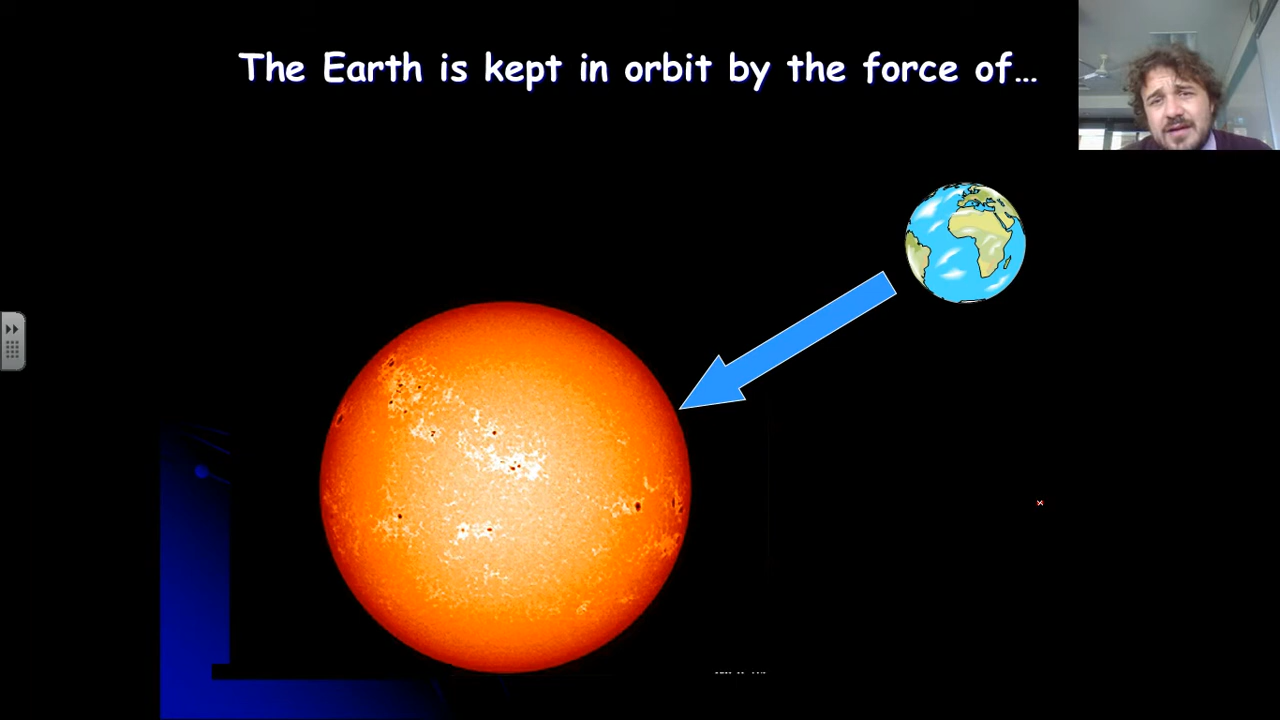 The Earth is kept in orbit by the force of...